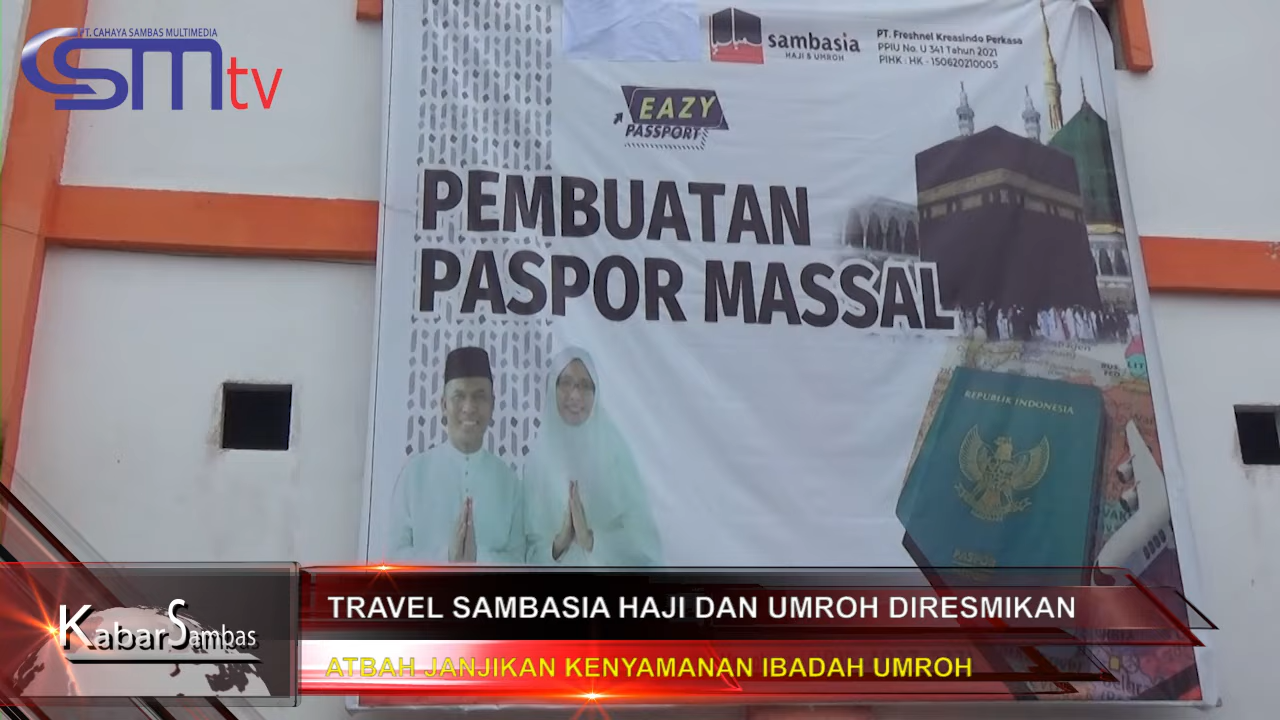 PT. CAHAYA SAMBAS MULTIMEDIA
CSMtv
sambasia
HAJI & UMROH
PT. Freshnel Kreasindo Perkasa
PPIU No. U 341 Tahun 2021
PIHK : HK - 150620210005
EAZY
PASSPORT
PEMBUATAN
PASPOR MASSAL
REPUBLIK INDONESIA
PASPOR
KabarSambas
TRAVEL SAMBASIA HAJI DAN UMROH DIRESMIKAN
ATBAH JANJIKAN KENYAMANAN IBADAH UMROH